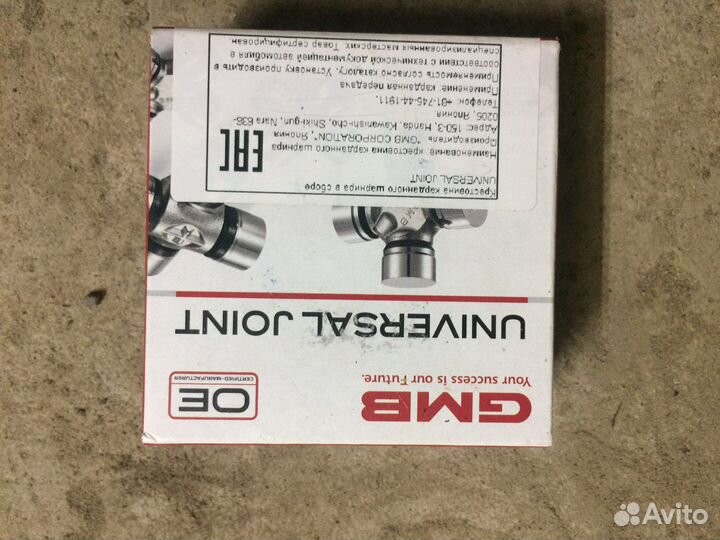 GMB
Your success is our Future.
OE
CERTIFIED-MANUFACTURER
UNIVERSAL JOINT
Крестовина карданного шарнира в сборе
UNIVERSAL JOINT
Наименование: крестовина карданного шарнира
Производитель: "GMB CORPORATION", Япония
Адрес: 150-3, Handa, Kawanishi-cho, Shiki-gun, Nara 636-
0205, Япония
Телефон: +81-745-44-1911.
Применение: карданная передача
Применяемость согласно каталогу. Установку производить в
соответствии с технической документацией автомобиля в
специализированных мастерских. Товар сертифицирован.
EAC
Avito